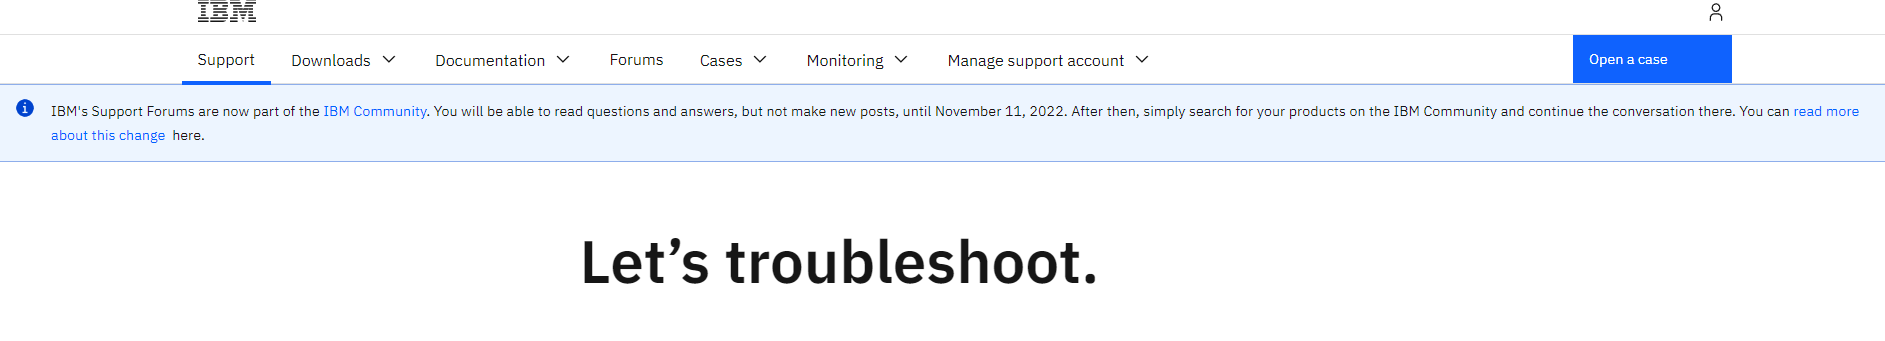 IBM
Support Downloads Documentation Forums Cases Monitoring Manage support account Open a case
IBM's Support Forums are now part of the IBM Community. You will be able to read questions and answers, but not make new posts, until November 11, 2022. After then, simply search for your products on the IBM Community and continue the conversation there. You can read more
about this change here.
Let’s troubleshoot.